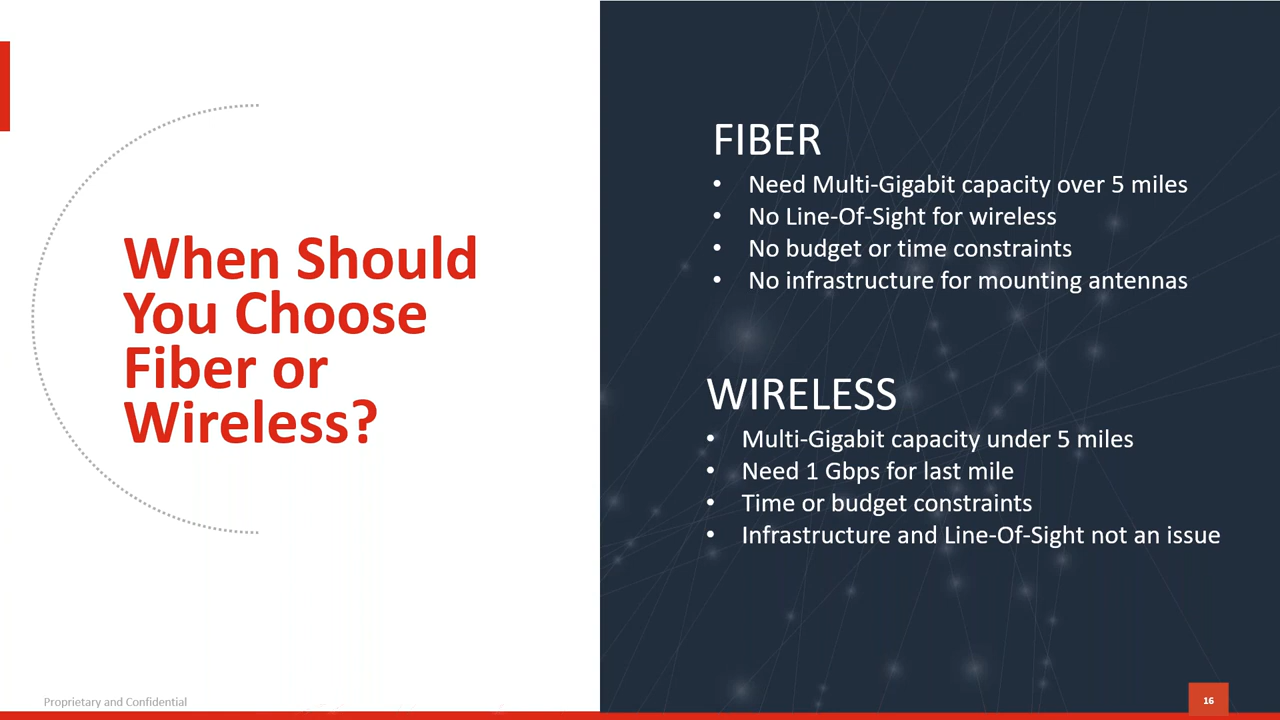 When Should
You Choose
Fiber or
Wireless?
FIBER
• Need Multi-Gigabit capacity over 5 miles
• No Line-Of-Sight for wireless
• No budget or time constraints
• No infrastructure for mounting antennas
WIRELESS
• Multi-Gigabit capacity under 5 miles
• Need 1 Gbps for last mile
• Time or budget constraints
• Infrastructure and Line-Of-Sight not an issue
Proprietary and Confidential
16